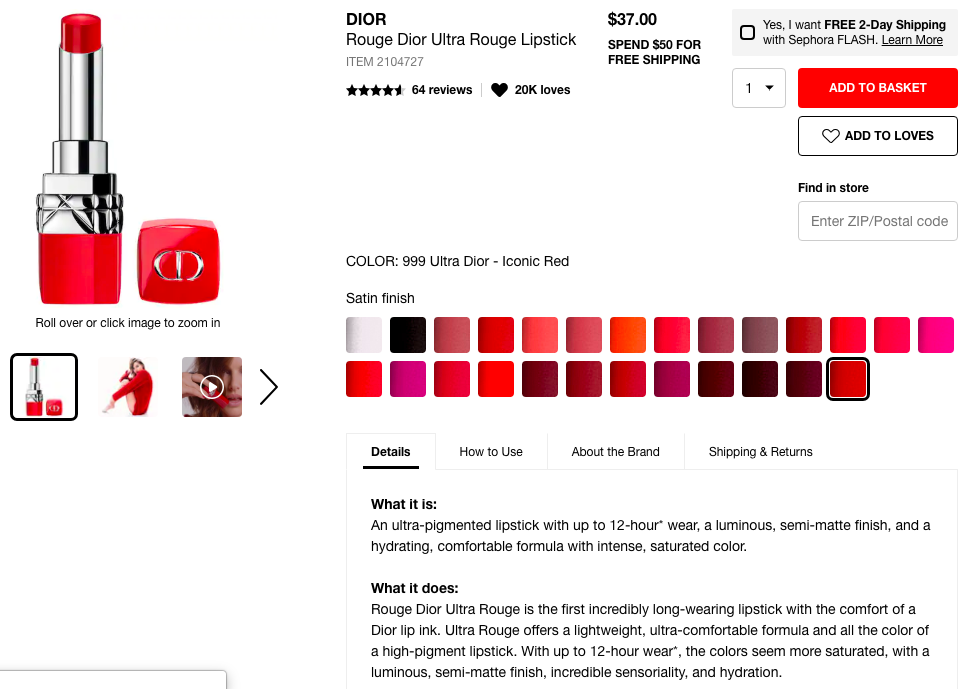 DIOR
Rouge Dior Ultra Rouge Lipstick
ITEM 2104727
64 reviews
20K loves
$37.00
SPEND $50 FOR
FREE SHIPPING
Yes, I want FREE 2-Day Shipping
with Sephora FLASH. Learn More
1
ADD TO BASKET
ADD TO LOVES
Find in store
Enter ZIP/Postal code
CD
Roll over or click image to zoom in
COLOR: 999 Ultra Dior - Iconic Red
Satin finish
Details
How to Use
About the Brand
Shipping & Returns
What it is:
An ultra-pigmented lipstick with up to 12-hour* wear, a luminous, semi-matte finish, and a
hydrating, comfortable formula with intense, saturated color.
What it does:
Rouge Dior Ultra Rouge is the first incredibly long-wearing lipstick with the comfort of a
Dior lip ink. Ultra Rouge offers a lightweight, ultra-comfortable formula and all the color of
a high-pigment lipstick. With up to 12-hour wear*, the colors seem more saturated, with a
luminous, semi-matte finish, incredible sensoriality, and hydration.